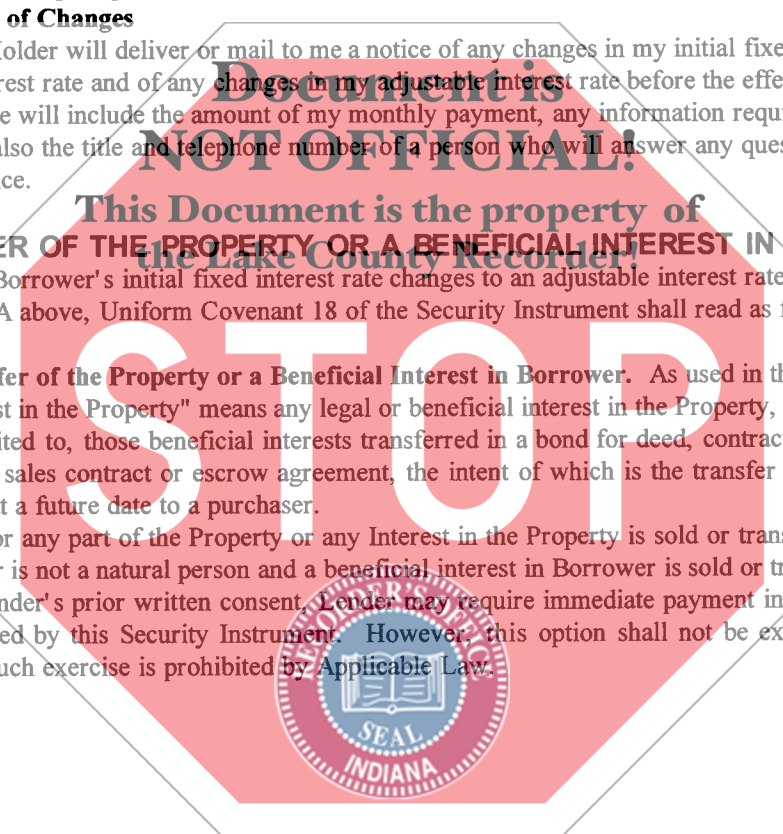 of Changes
older will deliver or mail to me a notice of any changes in my initial fixe
rest rate and of any changes in my adjustable interest rate before the effe
e will include the amount of my monthly payment, any information requi
also the title and telephone number of a person who will answer any ques
ce.
Document is
NOT OFFICIAL!
This Document is the property of
the Lake County Recorder!
ER OF THE PROPERTY OR A BENEFICIAL INTEREST IN
Borrower's initial fixed interest rate changes to an adjustable interest rate
A above, Uniform Covenant 18 of the Security Instrument shall read as f
fer of the Property or a Beneficial Interest in Borrower. As used in th
st in the Property" means any legal or beneficial interest in the Property,
ited to, those beneficial interests transferred in a bond for deed, contrac
sales contract or escrow agreement, the intent of which is the transfer
t a future date to a purchaser.
or any part of the Property or any Interest in the Property is sold or trans
r is not a natural person and a beneficial interest in Borrower is sold or tr
nder's prior written consent, Lender may require immediate payment in
ed by this Security Instrument. However, this option shall not be ex
uch exercise is prohibited by Applicable Law.
STOP
RECORDER'S OFFICE
SEAL
INDIANA